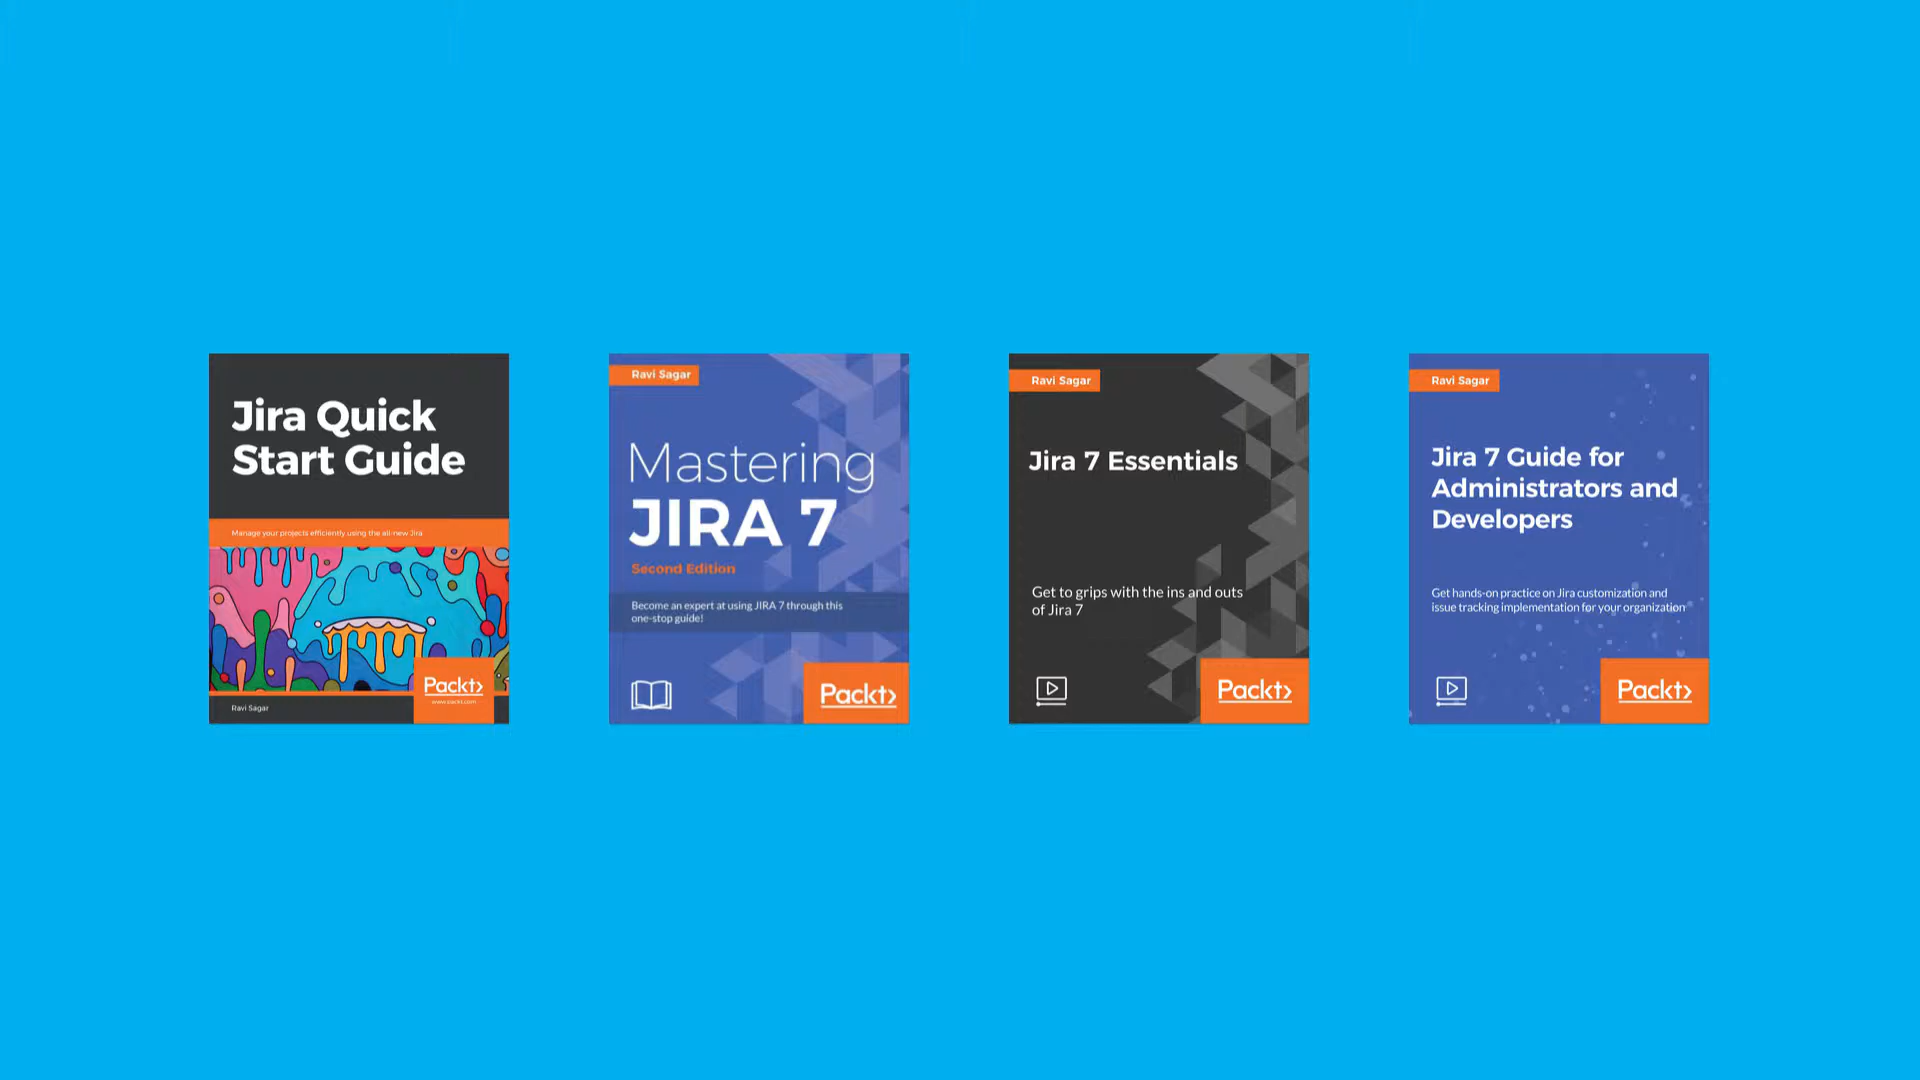 Jira Quick
Start Guide
Manage your projects efficiently using the all-new Jira
Packt>
www.packt.com
Ravi Sagar
Ravi Sagar
Mastering
JIRA 7
Second Edition
Become an expert at using JIRA 7 through this
one-stop guide!
Packt>
Ravi Sagar
Jira 7 Essentials
Get to grips with the ins and outs
of Jira 7
Packt>
Ravi Sagar
Jira 7 Guide for
Administrators and
Developers
Get hands-on practice on Jira customization and
issue tracking implementation for your organization
Packt>